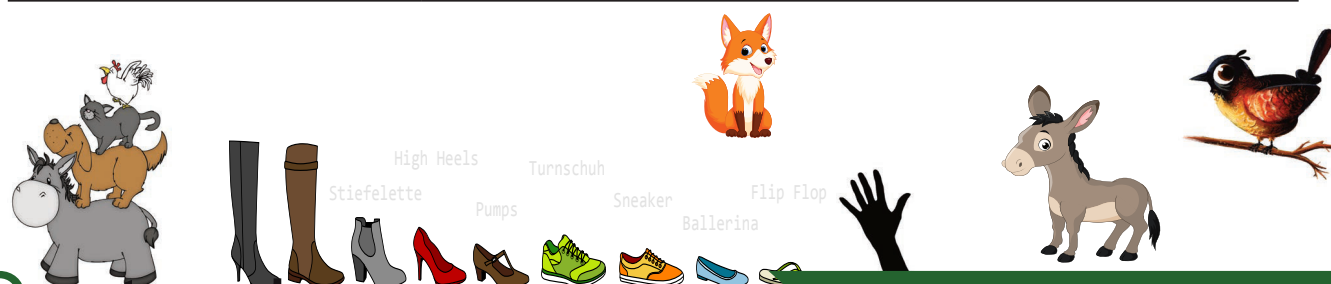 High Heels
Turnschuh
Stiefelette
Sneaker
Flip Flop
Pumps
Ballerina